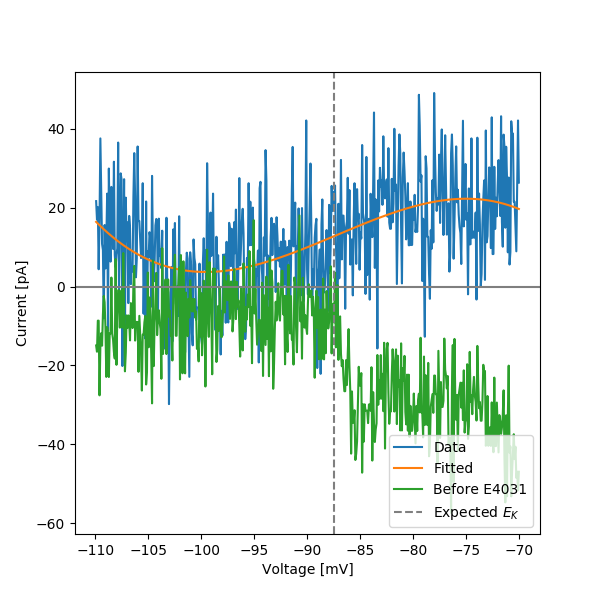 40
20
0
−20
−40
−60
Current [pA]
Data
Fitted
Before E4031
Expected E_K
−110 −105 −100 −95 −90 −85 −80 −75 −70
Voltage [mV]